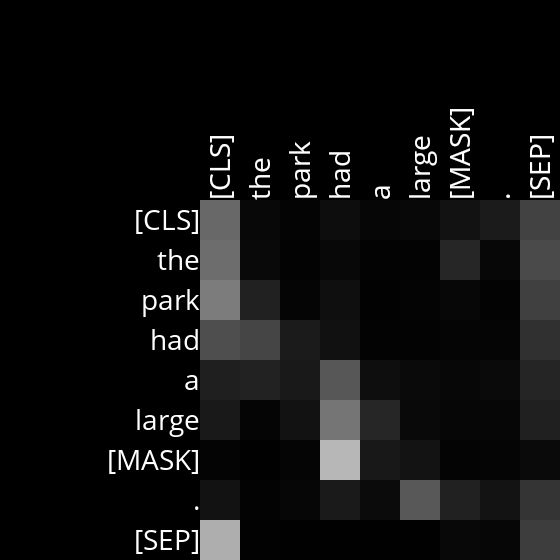 [CLS] the park had a large [MASK] . [SEP]
[CLS]
the
park
had
a
large
[MASK]
.
[SEP]